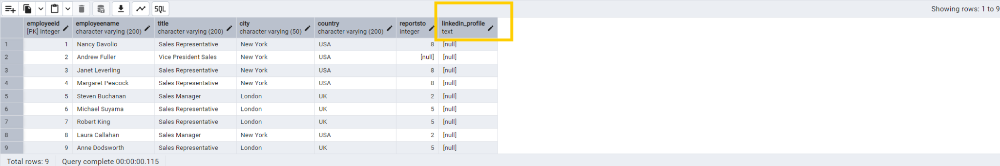 SQL
Showing rows: 1 to 9
employeeid employeename title city country reportsto linkedin_profile
[PK] integer character varying (200) character varying (200) character varying (50) character varying (200) integer text
1 1 Nancy Davolio Sales Representative New York USA 8 [null]
2 2 Andrew Fuller Vice President Sales New York USA [null] [null]
3 3 Janet Leverling Sales Representative New York USA 8 [null]
4 4 Margaret Peacock Sales Representative New York USA 8 [null]
5 5 Steven Buchanan Sales Manager London UK 2 [null]
6 6 Michael Suyama Sales Representative London UK 5 [null]
7 7 Robert King Sales Representative London UK 5 [null]
8 8 Laura Callahan Sales Manager New York USA 2 [null]
9 9 Anne Dodsworth Sales Representative London UK 5 [null]
Total rows: 9 Query complete 00:00:00.115